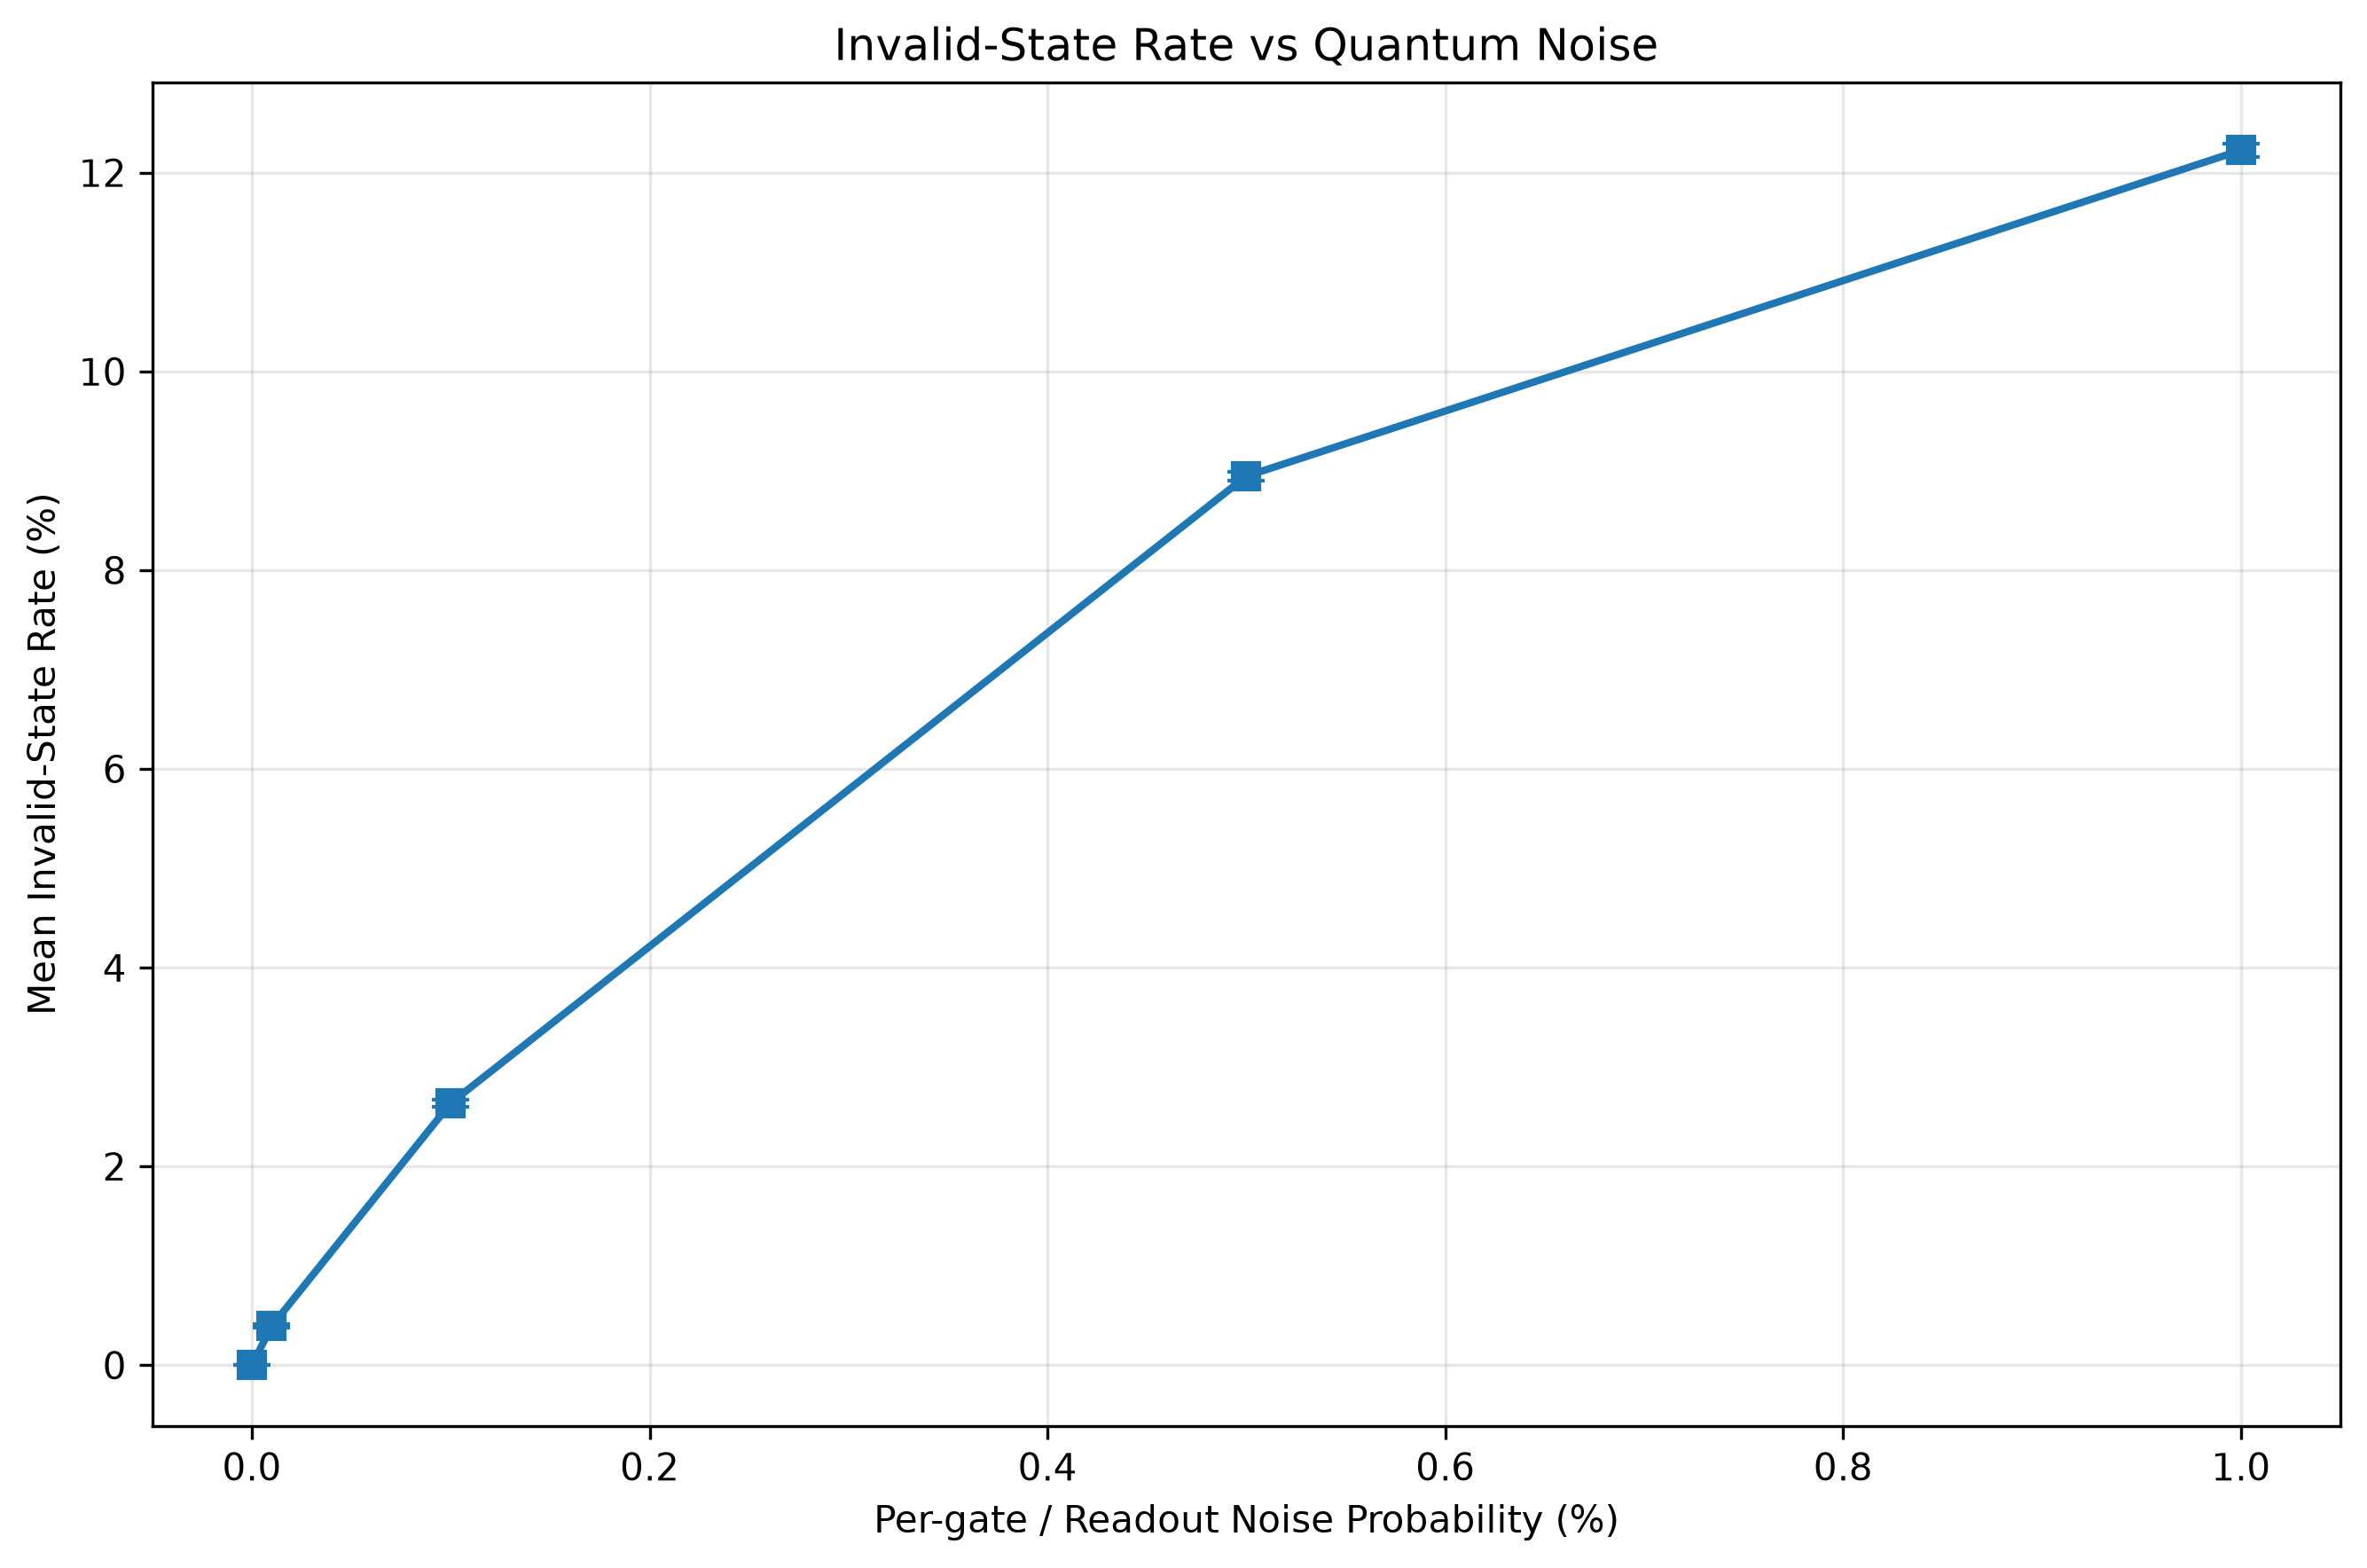 Invalid-State Rate vs Quantum Noise
Mean Invalid-State Rate (%)
12
10
8
6
4
2
0
0.0 0.2 0.4 0.6 0.8 1.0
Per-gate / Readout Noise Probability (%)